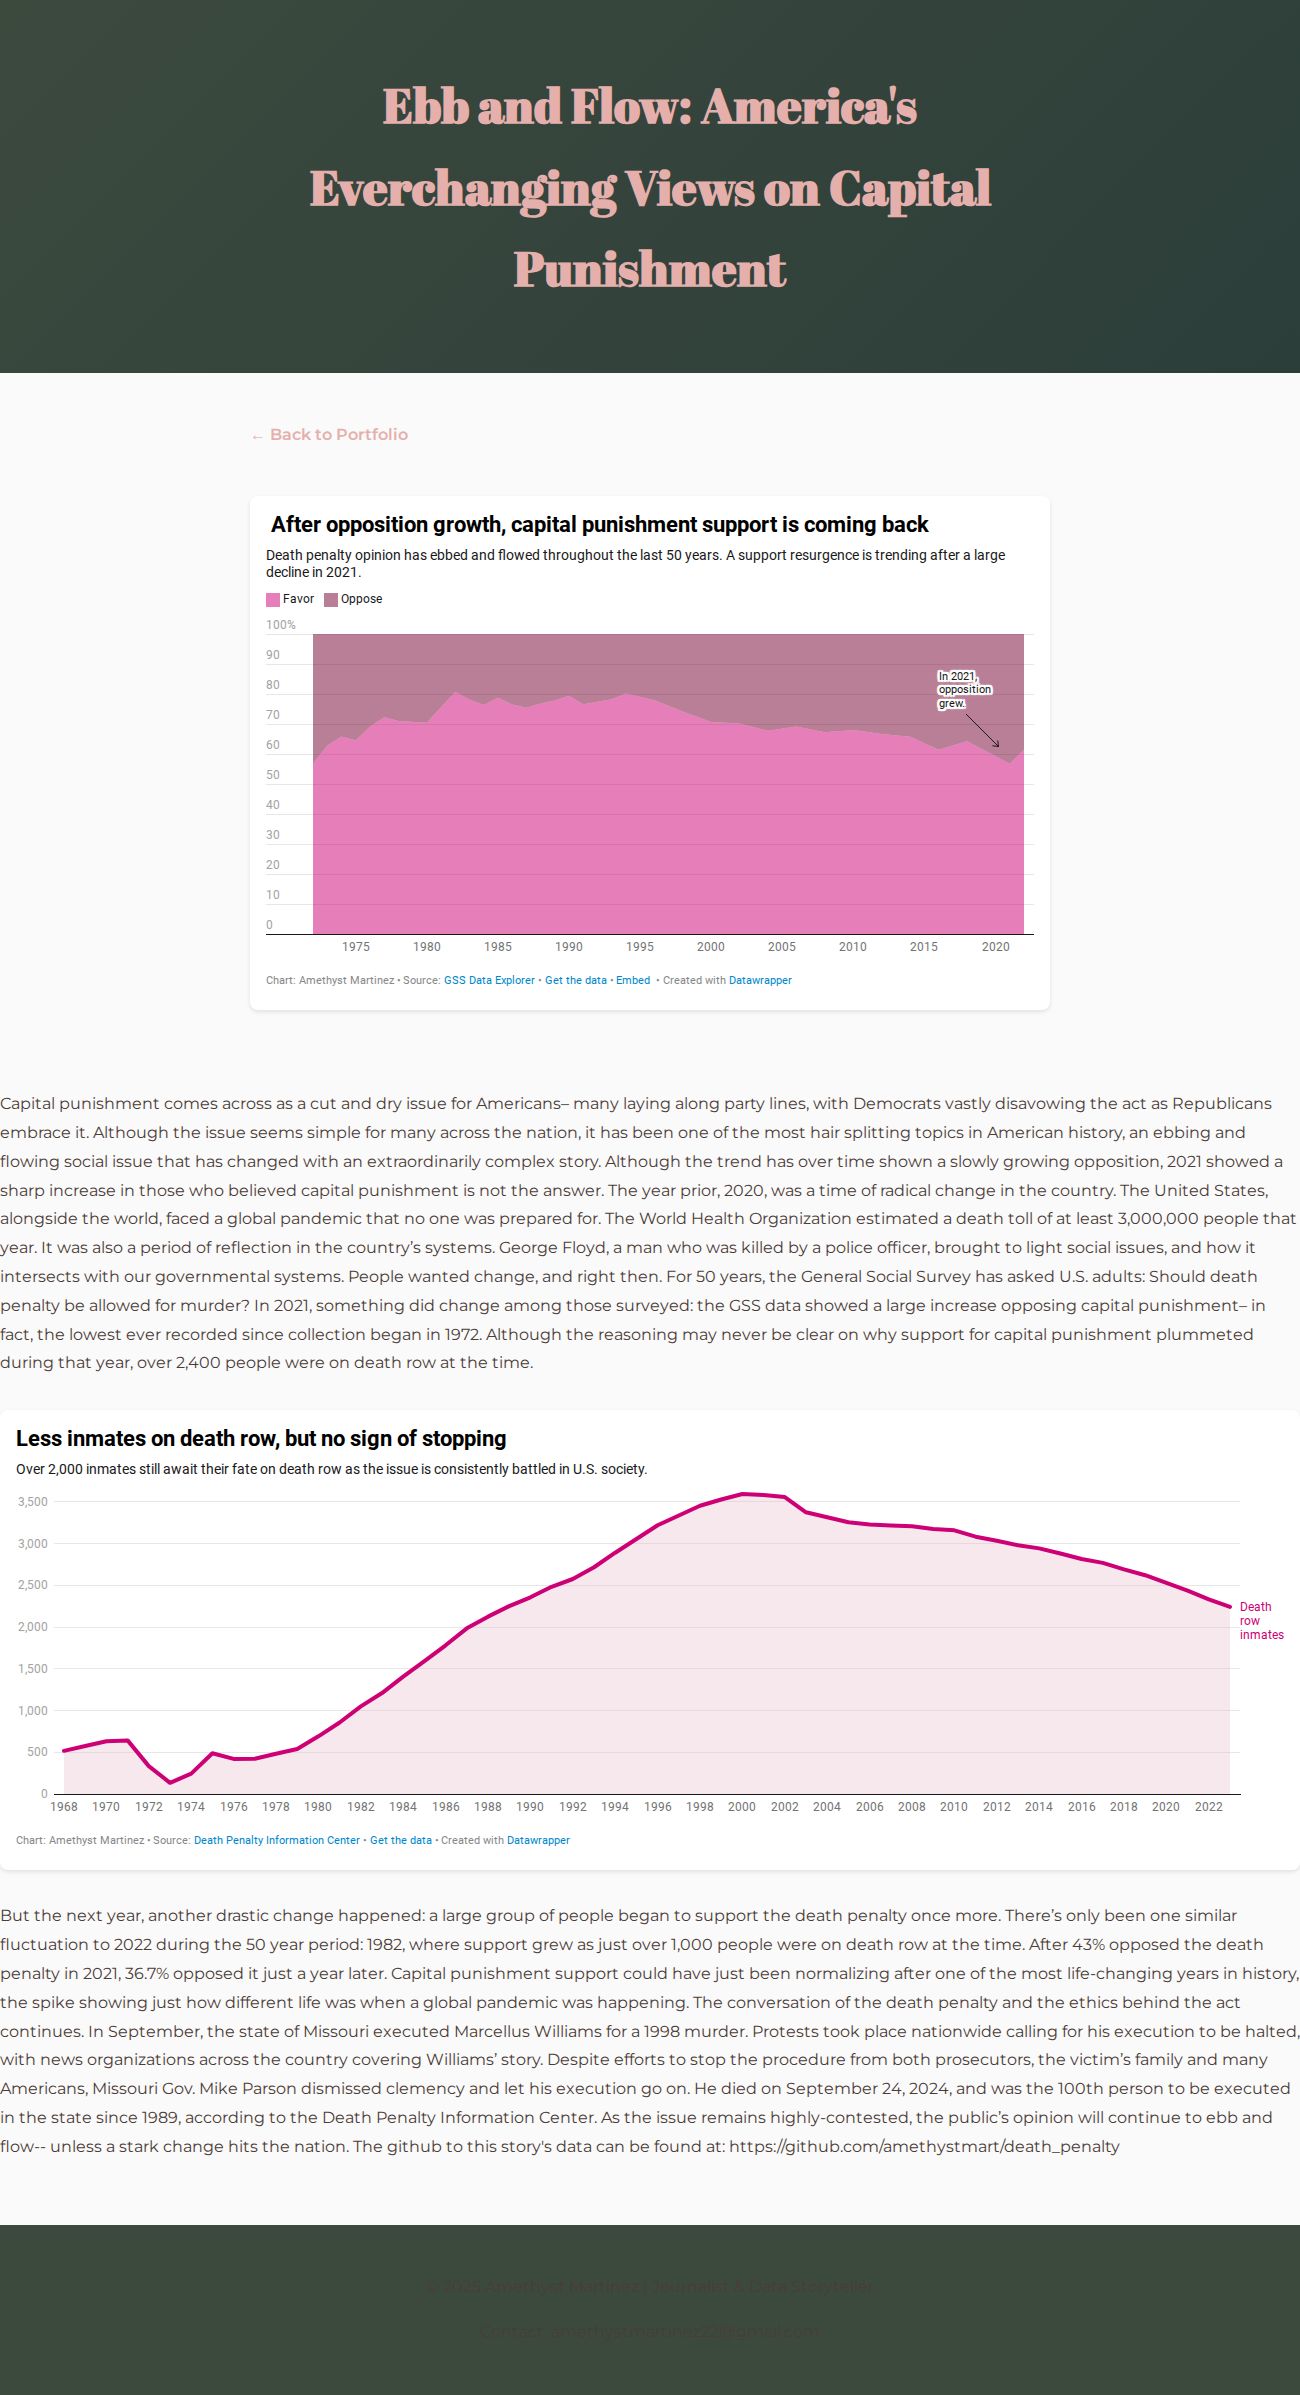 Ebb and Flow: America's
Everchanging Views on Capital
Punishment
← Back to Portfolio
After opposition growth, capital punishment support is coming back
Death penalty opinion has ebbed and flowed throughout the last 50 years. A support resurgence is trending after a large
decline in 2021.
Favor Oppose
100%
90
80
70
60
50
40
30
20
10
0
In 2021,
opposition
grew.
1975 1980 1985 1990 1995 2000 2005 2010 2015 2020
Chart: Amethyst Martinez • Source: GSS Data Explorer • Get the data • Embed • Created with Datawrapper
Capital punishment comes across as a cut and dry issue for Americans– many laying along party lines, with Democrats vastly disavowing the act as Republicans
embrace it. Although the issue seems simple for many across the nation, it has been one of the most hair splitting topics in American history, an ebbing and
flowing social issue that has changed with an extraordinarily complex story. Although the trend has over time shown a slowly growing opposition, 2021 showed a
sharp increase in those who believed capital punishment is not the answer. The year prior, 2020, was a time of radical change in the country. The United States,
alongside the world, faced a global pandemic that no one was prepared for. The World Health Organization estimated a death toll of at least 3,000,000 people that
year. It was also a period of reflection in the country’s systems. George Floyd, a man who was killed by a police officer, brought to light social issues, and how it
intersects with our governmental systems. People wanted change, and right then. For 50 years, the General Social Survey has asked U.S. adults: Should death
penalty be allowed for murder? In 2021, something did change among those surveyed: the GSS data showed a large increase opposing capital punishment– in
fact, the lowest ever recorded since collection began in 1972. Although the reasoning may never be clear on why support for capital punishment plummeted
during that year, over 2,400 people were on death row at the time.
Less inmates on death row, but no sign of stopping
Over 2,000 inmates still await their fate on death row as the issue is consistently battled in U.S. society.
3,500
3,000
2,500
2,000
1,500
1,000
500
0
Death
row
inmates
1968 1970 1972 1974 1976 1978 1980 1982 1984 1986 1988 1990 1992 1994 1996 1998 2000 2002 2004 2006 2008 2010 2012 2014 2016 2018 2020 2022
Chart: Amethyst Martinez • Source: Death Penalty Information Center • Get the data • Created with Datawrapper
But the next year, another drastic change happened: a large group of people began to support the death penalty once more. There’s only been one similar
fluctuation to 2022 during the 50 year period: 1982, where support grew as just over 1,000 people were on death row at the time. After 43% opposed the death
penalty in 2021, 36.7% opposed it just a year later. Capital punishment support could have just been normalizing after one of the most life-changing years in history,
the spike showing just how different life was when a global pandemic was happening. The conversation of the death penalty and the ethics behind the act
continues. In September, the state of Missouri executed Marcellus Williams for a 1998 murder. Protests took place nationwide calling for his execution to be halted,
with news organizations across the country covering Williams’ story. Despite efforts to stop the procedure from both prosecutors, the victim’s family and many
Americans, Missouri Gov. Mike Parson dismissed clemency and let his execution go on. He died on September 24, 2024, and was the 100th person to be executed
in the state since 1989, according to the Death Penalty Information Center. As the issue remains highly-contested, the public’s opinion will continue to ebb and
flow-- unless a stark change hits the nation. The github to this story's data can be found at: https://github.com/amethystmart/death_penalty
© 2025 Amethyst Martinez | Journalist & Data Storyteller
Contact: amethystmartinez22@gmail.com